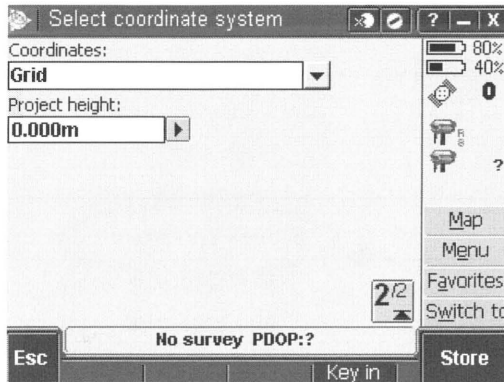 Select coordinate system ? – X
Coordinates:
Grid
Project height:
0.000m
80%
40%
0
R
8
?
Map
Menu
Favorites
Switch to
2/2
No survey PDOP:?
Esc
Key in
Store